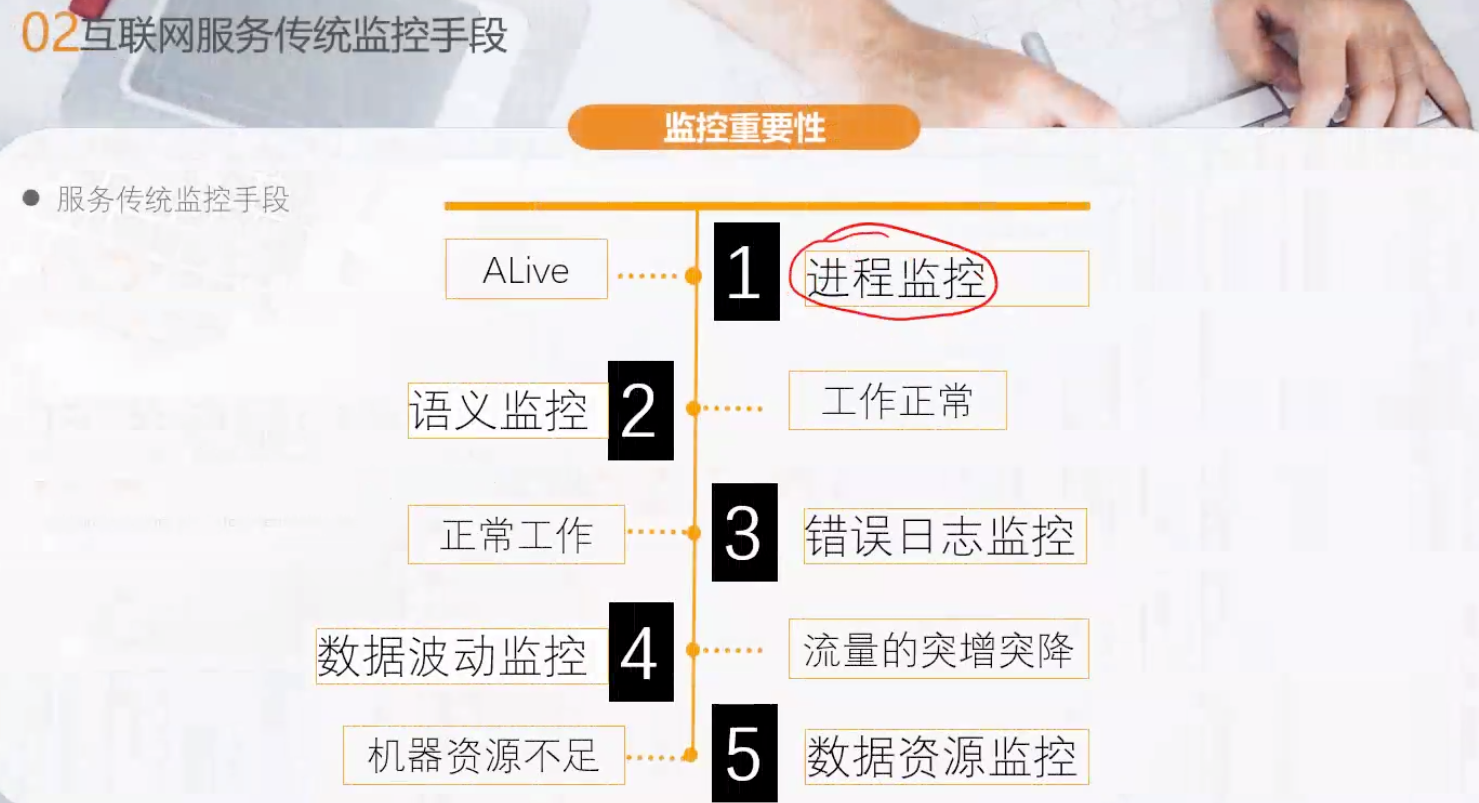 02互联网服务传统监控手段
监控重要性
服务传统监控手段
ALive
1
进程监控
语义监控
2
工作正常
正常工作
3
错误日志监控
数据波动监控
4
流量的突增突降
机器资源不足
5
数据资源监控